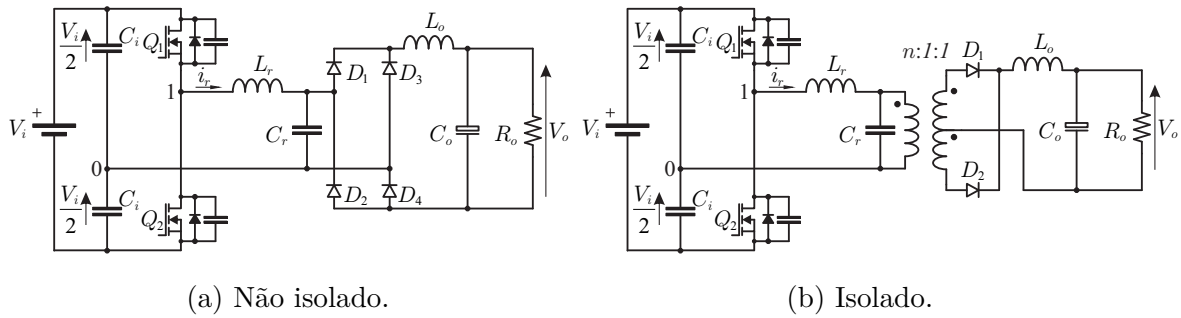 V_i/2
C_i
Q_1
L_o
L_r
i_r
1
D_1
D_3
+
V_i
C_r
C_o
R_o
V_o
0
V_i/2
C_i
D_2
D_4
Q_2
(a) Não isolado.
V_i/2
C_i
Q_1
n:1:1
D_1
L_o
L_r
i_r
1
+
V_i
C_r
C_o
R_o
V_o
0
V_i/2
C_i
D_2
Q_2
(b) Isolado.